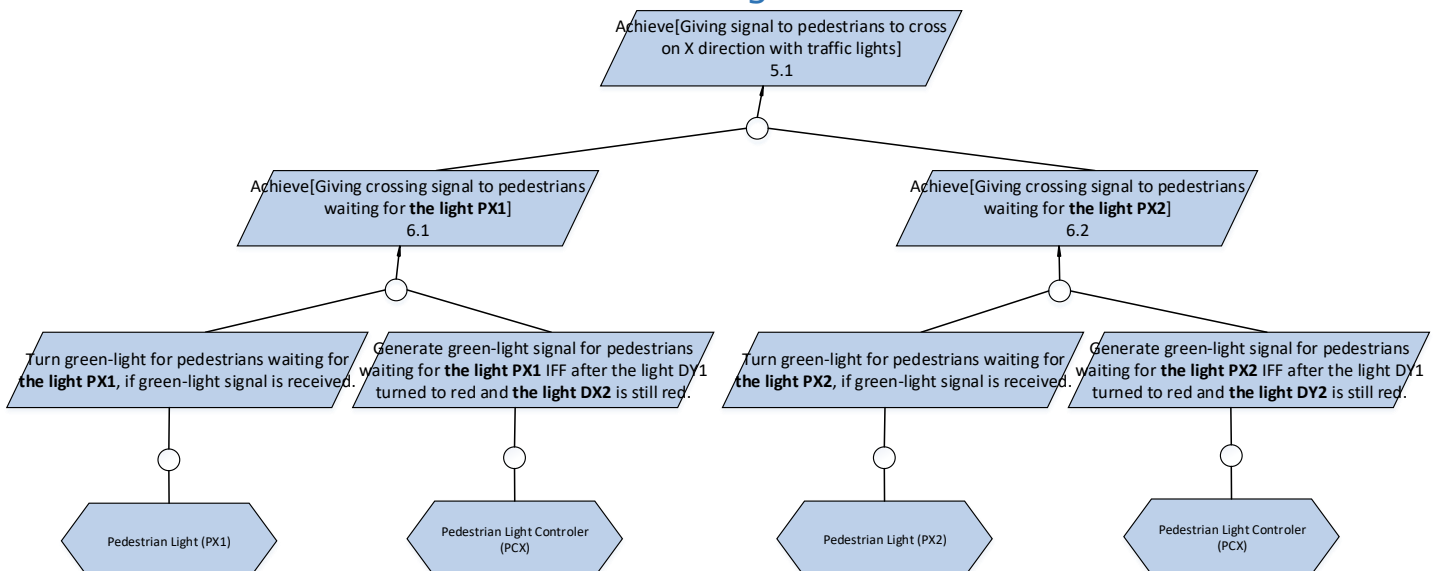 Achieve[Giving signal to pedestrians to cross
on X direction with traffic lights]
5.1
Achieve[Giving crossing signal to pedestrians
waiting for the light PX1]
6.1
Achieve[Giving crossing signal to pedestrians
waiting for the light PX2]
6.2
Turn green-light for pedestrians waiting for
the light PX1, if green-light signal is received.
Generate green-light signal for pedestrians
waiting for the light PX1 IFF after the light DY1
turned to red and the light DX2 is still red.
Turn green-light for pedestrians waiting for
the light PX2, if green-light signal is received.
Generate green-light signal for pedestrians
waiting for the light PX2 IFF after the light DY1
turned to red and the light DY2 is still red.
Pedestrian Light (PX1)
Pedestrian Light Controler
(PCX)
Pedestrian Light (PX2)
Pedestrian Light Controler
(PCX)